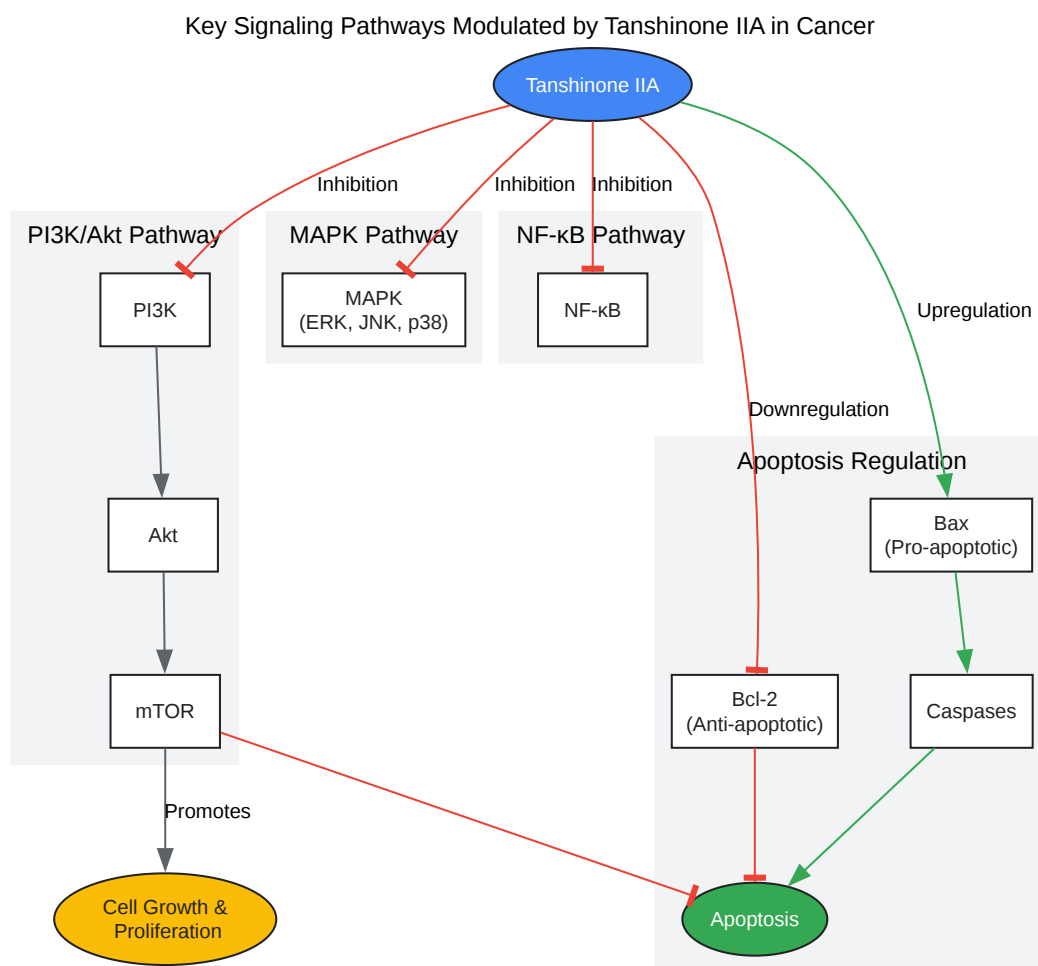 Key Signaling Pathways Modulated by Tanshinone IIA in Cancer
Tanshinone IIA
Inhibition
Inhibition
Inhibition
PI3K/Akt Pathway
MAPK Pathway
NF-κB Pathway
PI3K
MAPK
(ERK, JNK, p38)
NF-κB
Upregulation
Downregulation
Apoptosis Regulation
Akt
Bax
(Pro-apoptotic)
mTOR
Bcl-2
(Anti-apoptotic)
Caspases
Promotes
Cell Growth &
Proliferation
Apoptosis